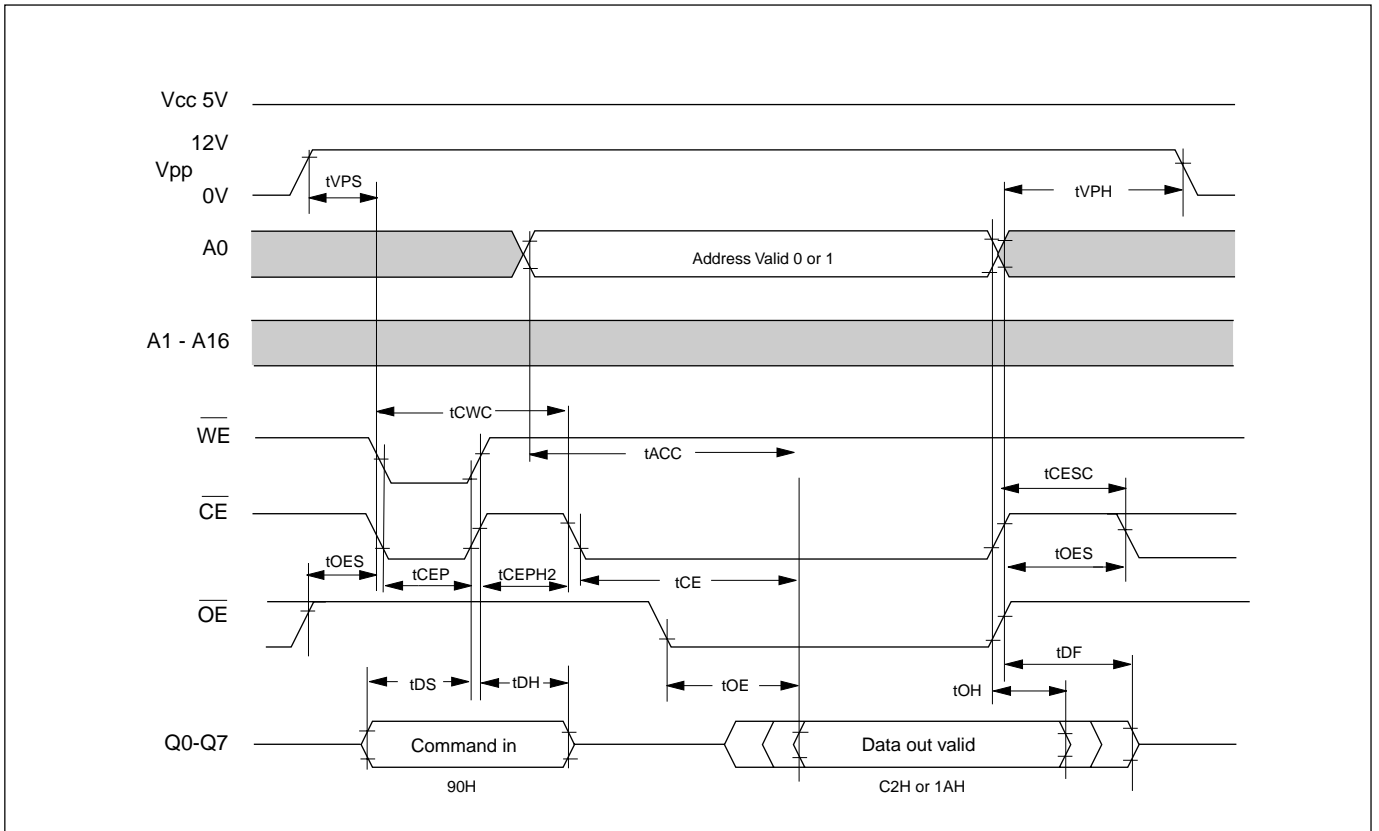 Vcc 5V
12V
Vpp
0V
tVPS
tVPH
A0
Address Valid 0 or 1
A1 - A16
tCWC
WE
tACC
tCESC
CE
tOES
tCEP
tCEPH2
tCE
tOES
OE
tDS
tDH
tOE
tOH
tDF
Q0-Q7
Command in
Data out valid
90H
C2H or 1AH